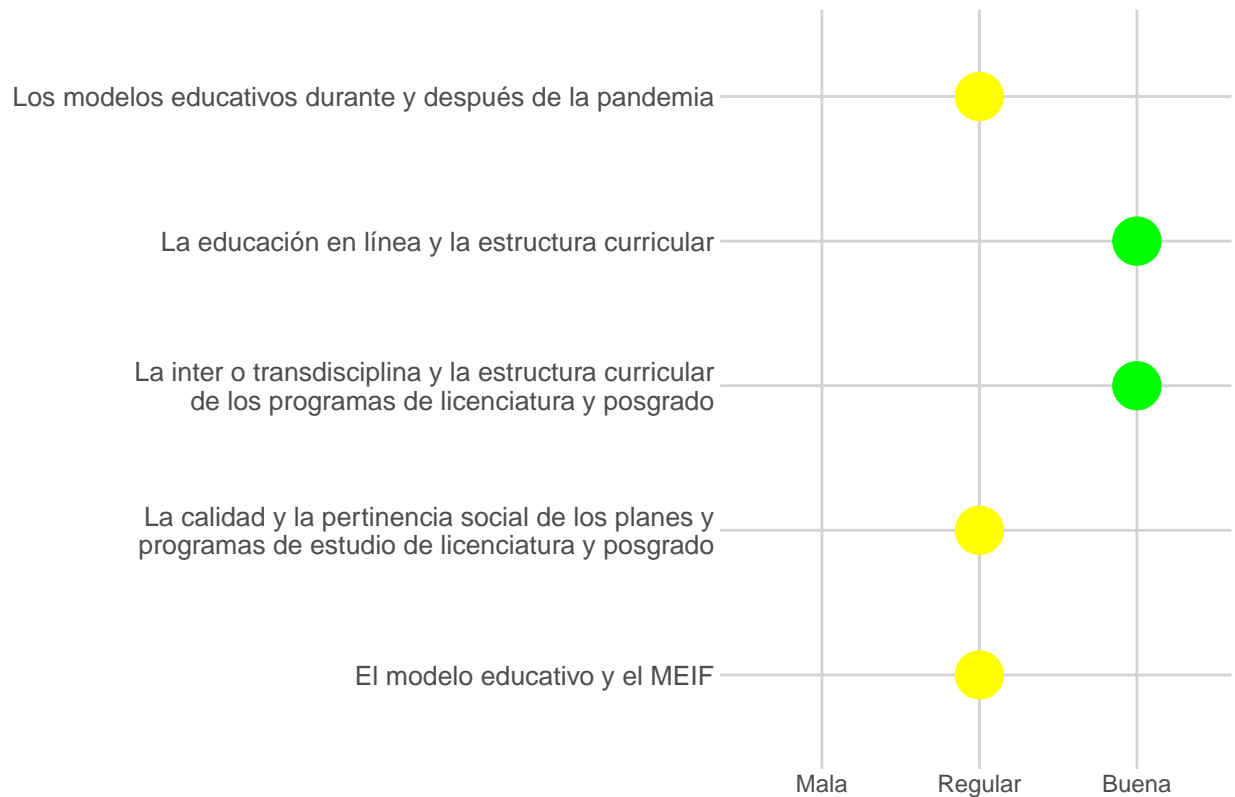 Los modelos educativos durante y después de la pandemia
La educación en línea y la estructura curricular
La inter o transdisciplina y la estructura curricular
de los programas de licenciatura y posgrado
La calidad y la pertinencia social de los planes y
programas de estudio de licenciatura y posgrado
El modelo educativo y el MEIF
Mala Regular Buena